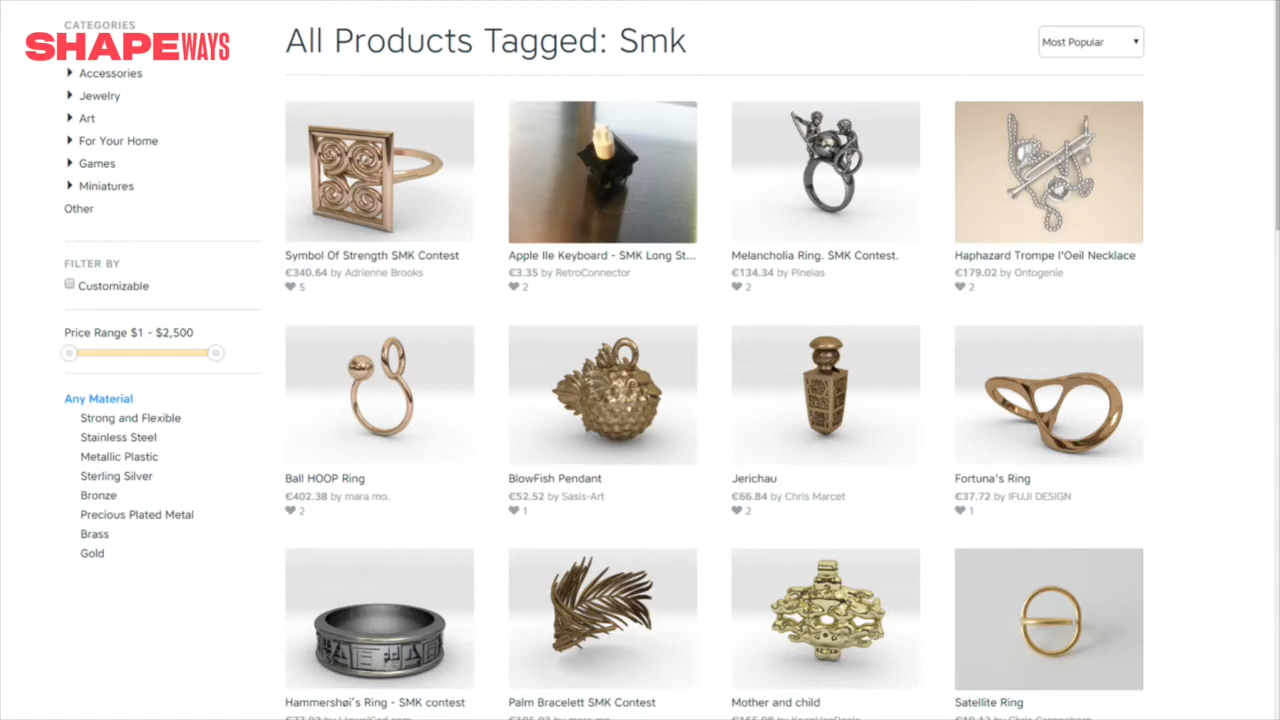 CATEGORIES
SHAPEWAYS
Accessories
Jewelry
Art
For Your Home
Games
Miniatures
Other
FILTER BY
Customizable
Price Range $1 - $2,500
Any Material
Strong and Flexible
Stainless Steel
Metallic Plastic
Sterling Silver
Bronze
Precious Plated Metal
Brass
Gold
All Products Tagged: Smk
Most Popular
Symbol Of Strength SMK Contest
€340.64 by Adrienne Brooks
5
Apple IIe Keyboard - SMK Long St...
€3.35 by RetroConnector
2
Melancholia Ring. SMK Contest.
€134.34 by Pinelas
2
Haphazard Trompe l'Oeil Necklace
€179.02 by Ontogenie
2
Ball HOOP Ring
€402.38 by mara mo.
2
BlowFish Pendant
€52.52 by Sasis-Art
1
Jerichau
€66.84 by Chris Marcet
2
Fortuna's Ring
€37.72 by IFUJI DESIGN
1
Hammershøi's Ring - SMK contest
Palm Bracelett SMK Contest
Mother and child
Satellite Ring